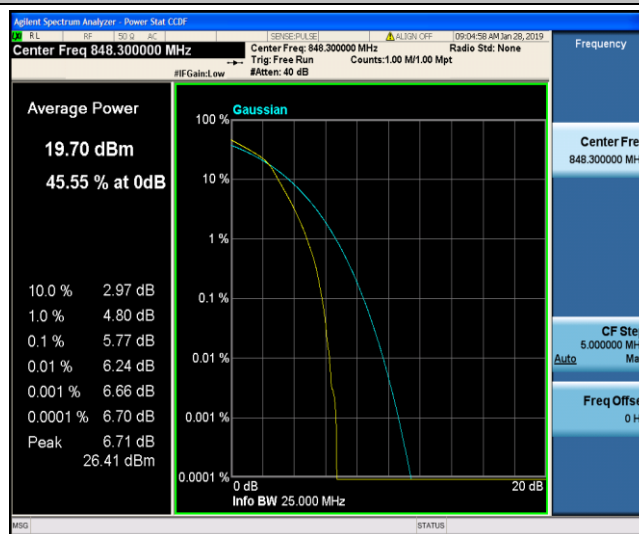 Agilent Spectrum Analyzer - Power Stat CCDF
RL RF 50 Ω AC SENSE:PULSE ALIGN OFF 09:04:58 AM Jan 28, 2019
Center Freq 848.300000 MHz
Center Freq: 848.300000 MHz Radio Std: None
Trig: Free Run Counts:1.00 M/1.00 Mpt
#IFGain:Low #Atten: 40 dB
Frequency
Average Power
19.70 dBm
45.55 % at 0dB
10.0 % 2.97 dB
1.0 % 4.80 dB
0.1 % 5.77 dB
0.01 % 6.24 dB
0.001 % 6.66 dB
0.0001 % 6.70 dB
Peak 6.71 dB
26.41 dBm
Gaussian
100 %
10 %
1 %
0.1 %
0.01 %
0.001 %
0.0001 %
0 dB 20 dB
Info BW 25.000 MHz
Center Fre
848.300000 MH
CF Ste
5.000000 MH
Auto Ma
Freq Offse
0 H
MSG STATUS